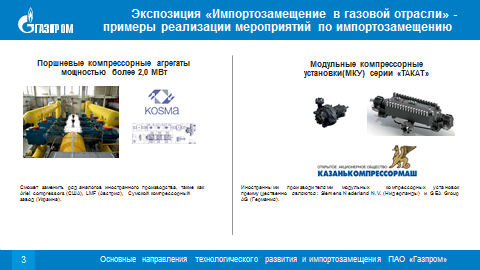 ГАЗПРОМ
Экспозиция «Импортозамещение в газовой отрасли» -
примеры реализации мероприятий по импортозамещению
Поршневые компрессорные агрегаты
мощностью более 2,0 МВт
KOSMA
Сможет заменить ряд аналогов иностранного производства, такие как
Ariel compressors (США), LMF (Австрия), Сумской компрессорный
завод (Украина).
Модульные компрессорные
установки(МКУ) серии «ТАКАТ»
ОТКРЫТОЕ АКЦИОНЕРНОЕ ОБЩЕСТВО
КАЗАНЬКОМПРЕССОРМАШ
Иностранными производителями модульных компрессорных установок
преимущественно являются: Siemens Nederland N.V. (Нидерланды) и GEA Group
AG (Германия).
3
Основные направления технологического развития и импортозамещения ПАО «Газпром»